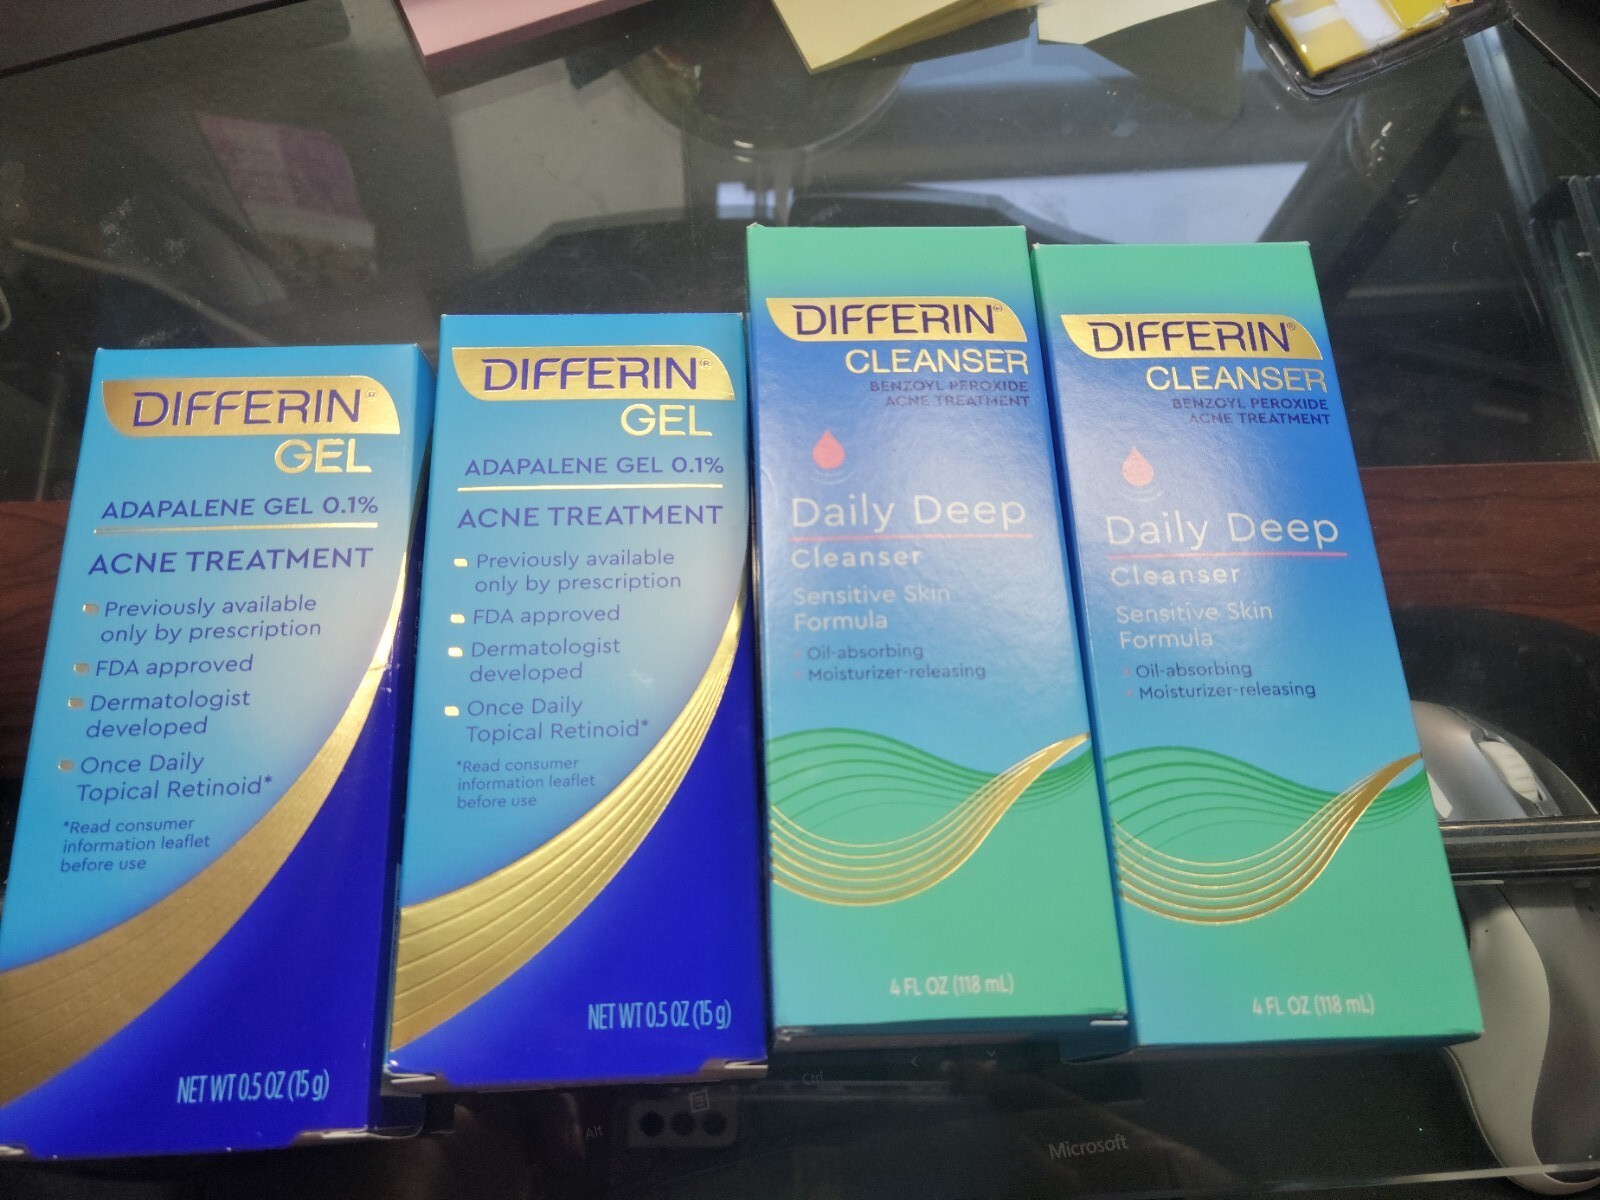 DIFFERIN®
GEL
ADAPALENE GEL 0.1%
ACNE TREATMENT
Previously available
only by prescription
FDA approved
Dermatologist
developed
Once Daily
Topical Retinoid*
*Read consumer
information leaflet
before use
NET WT 0.5 OZ (15 g)
DIFFERIN®
GEL
ADAPALENE GEL 0.1%
ACNE TREATMENT
Previously available
only by prescription
FDA approved
Dermatologist
developed
Once Daily
Topical Retinoid*
*Read consumer
information leaflet
before use
NET WT 0.5 OZ (15 g)
DIFFERIN®
CLEANSER
BENZOYL PEROXIDE
ACNE TREATMENT
Daily Deep
Cleanser
Sensitive Skin
Formula
Oil-absorbing
Moisturizer-releasing
4 FL OZ (118 mL)
DIFFERIN®
CLEANSER
BENZOYL PEROXIDE
ACNE TREATMENT
Daily Deep
Cleanser
Sensitive Skin
Formula
Oil-absorbing
Moisturizer-releasing
4 FL OZ (118 mL)
Ctrl
Alt
Microsoft